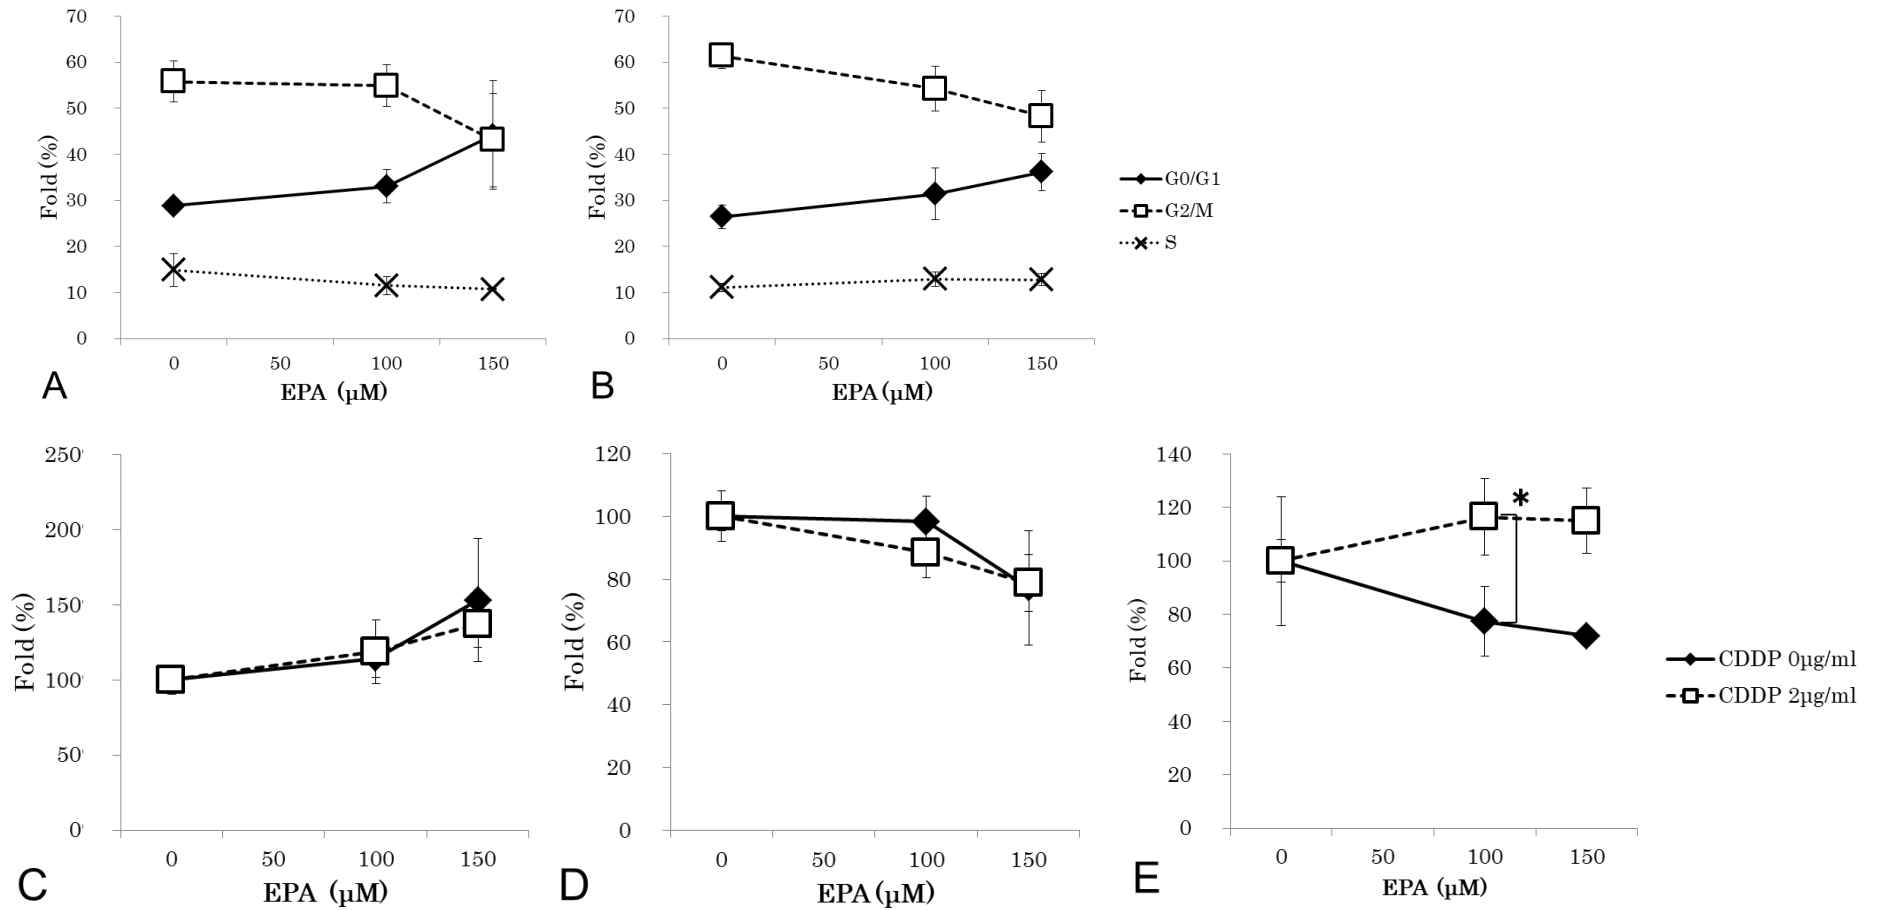 70
60
50
40
30
20
10
0
Fold (%)
0 50 100 150
EPA (µM)
A
70
60
50
40
30
20
10
0
Fold (%)
0 50 100 150
EPA (µM)
B
G0/G1
G2/M
S
250
200
150
100
50
0
Fold (%)
0 50 100 150
EPA (µM)
C
120
100
80
60
40
20
0
Fold (%)
0 50 100 150
EPA (µM)
D
140
120
100
80
60
40
20
0
Fold (%)
*
0 50 100 150
EPA (µM)
E
CDDP 0µg/ml
CDDP 2µg/ml